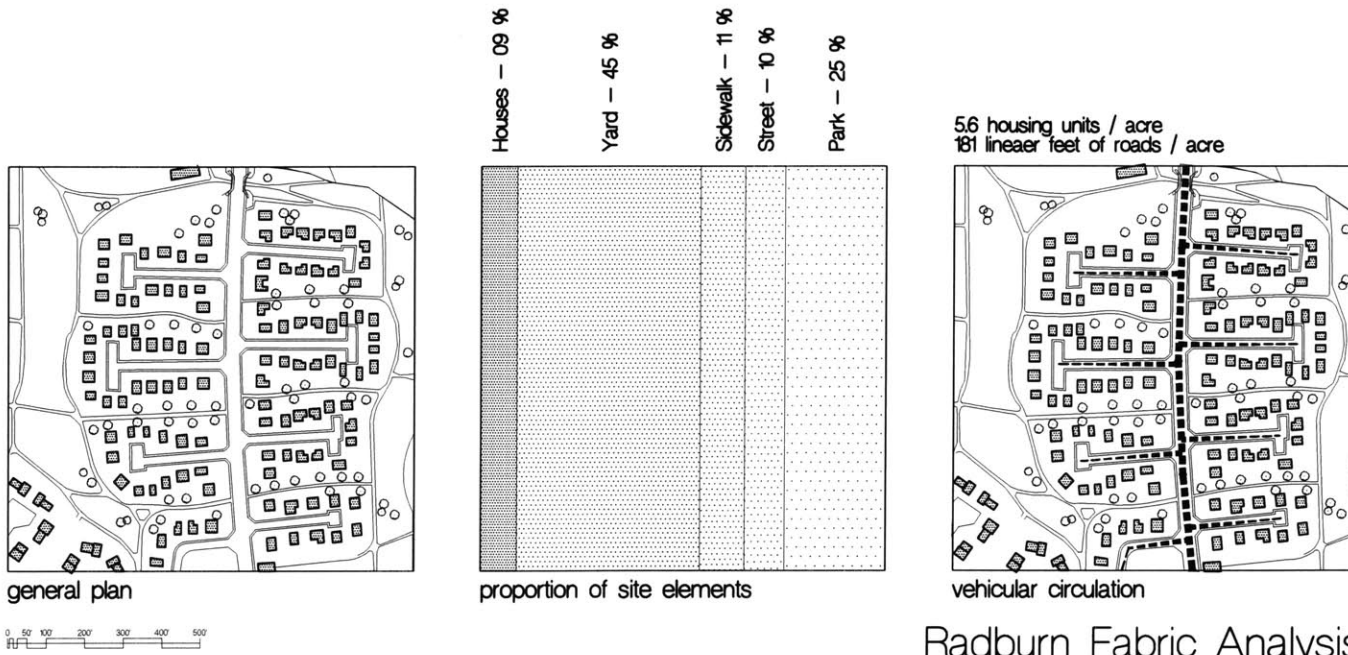 Houses – 09 %
Yard – 45 %
Sidewalk – 11 %
Street – 10 %
Park – 25 %
5.6 housing units / acre
181 lineaer feet of roads / acre
general plan
proportion of site elements
vehicular circulation
0 50' 100' 200' 300' 400' 500'
Radburn Fabric Analysis